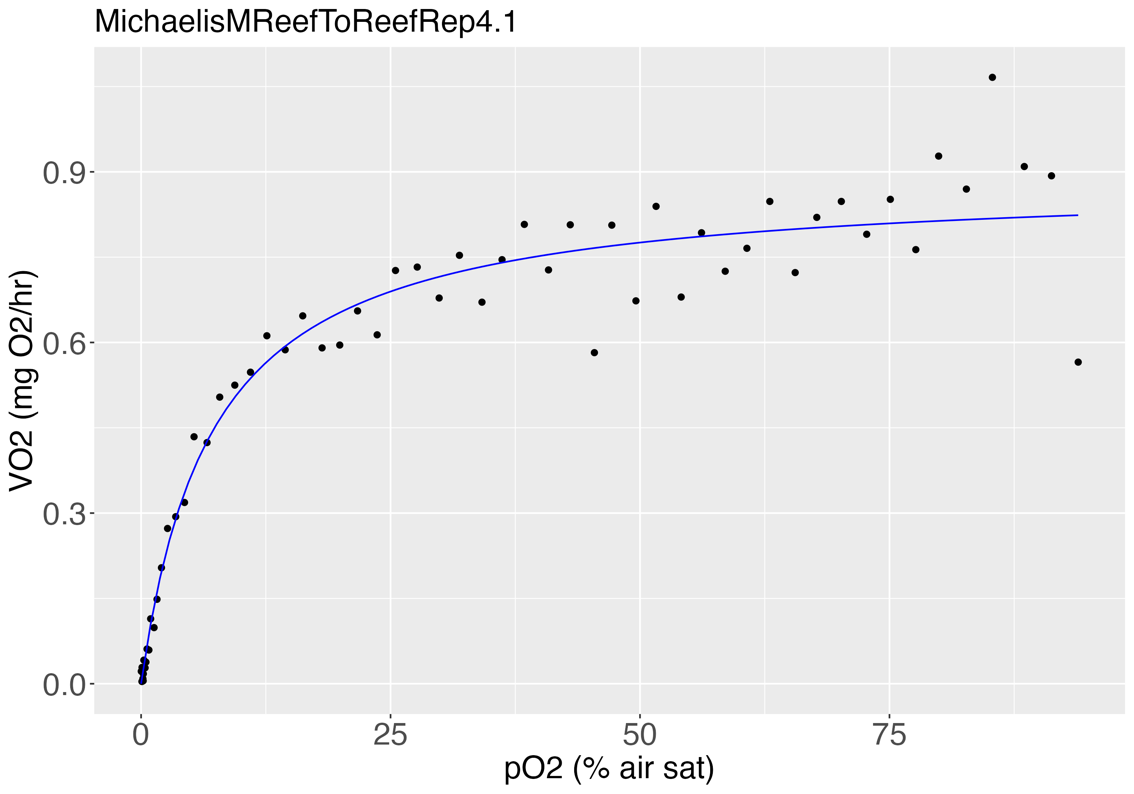 MichaelisMReefToReefRep4.1
0.9
0.6
0.3
0.0
VO2 (mg O2/hr)
0 25 50 75
pO2 (% air sat)